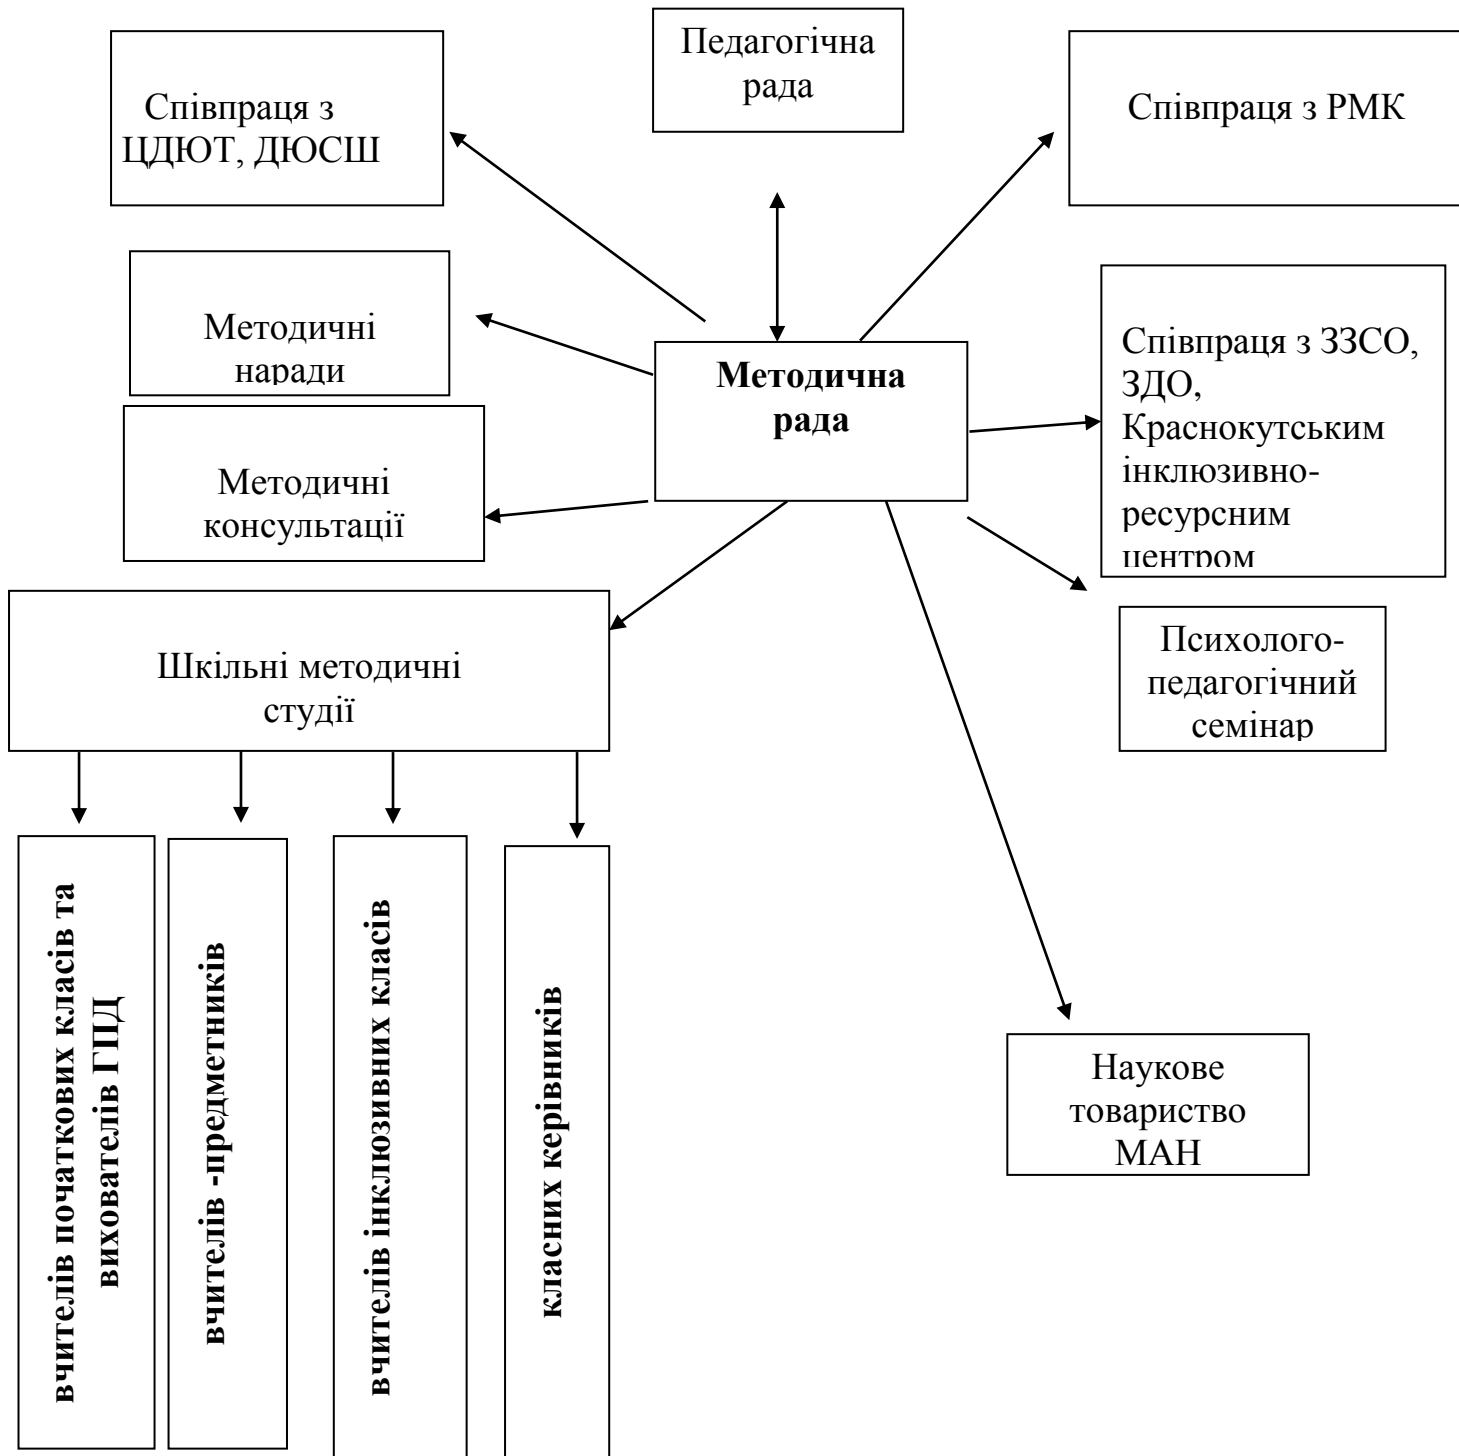 Педагогічна
рада
Співпраця з
ЦДЮТ, ДЮСШ
Співпраця з РМК
Методичні
наради
Методична
рада
Співпраця з ЗЗСО,
ЗДО,
Краснокутським
інклюзивно-
ресурсним
центром
Методичні
консультації
Шкільні методичні
студії
Психолого-
педагогічний
семінар
вчителів початкових класів та
вихователів ГПД
вчителів -предметників
вчителів інклюзивних класів
класних керівників
Наукове
товариство
МАН